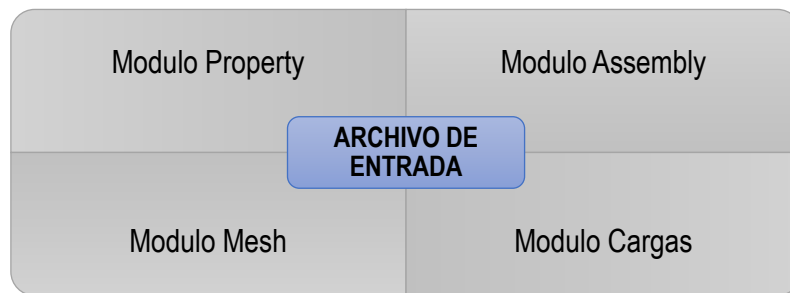 Modulo Property
Modulo Assembly
ARCHIVO DE
ENTRADA
Modulo Mesh
Modulo Cargas